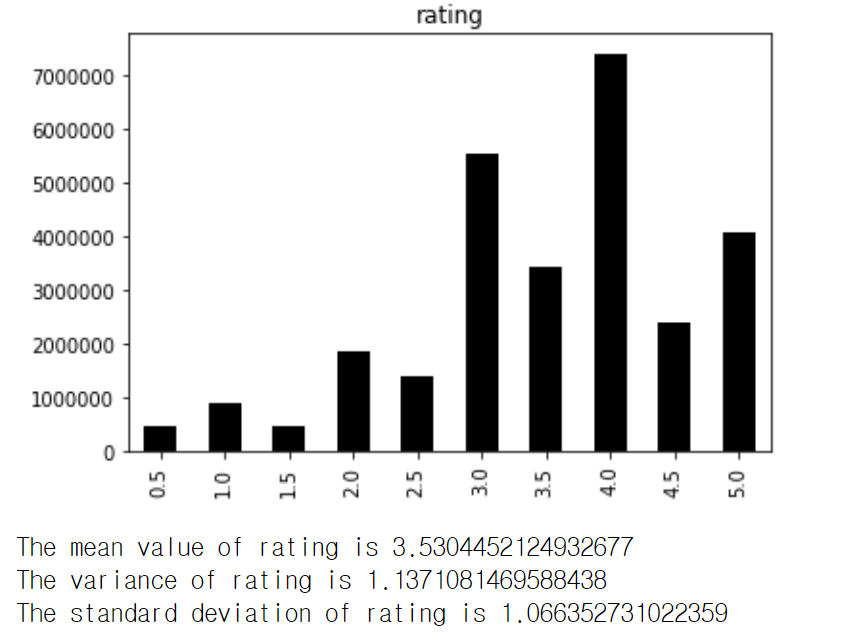 rating
7000000
6000000
5000000
4000000
3000000
2000000
1000000
0
0.5 1.0 1.5 2.0 2.5 3.0 3.5 4.0 4.5 5.0
The mean value of rating is 3.5304452124932677
The variance of rating is 1.1371081469588438
The standard deviation of rating is 1.066352731022359